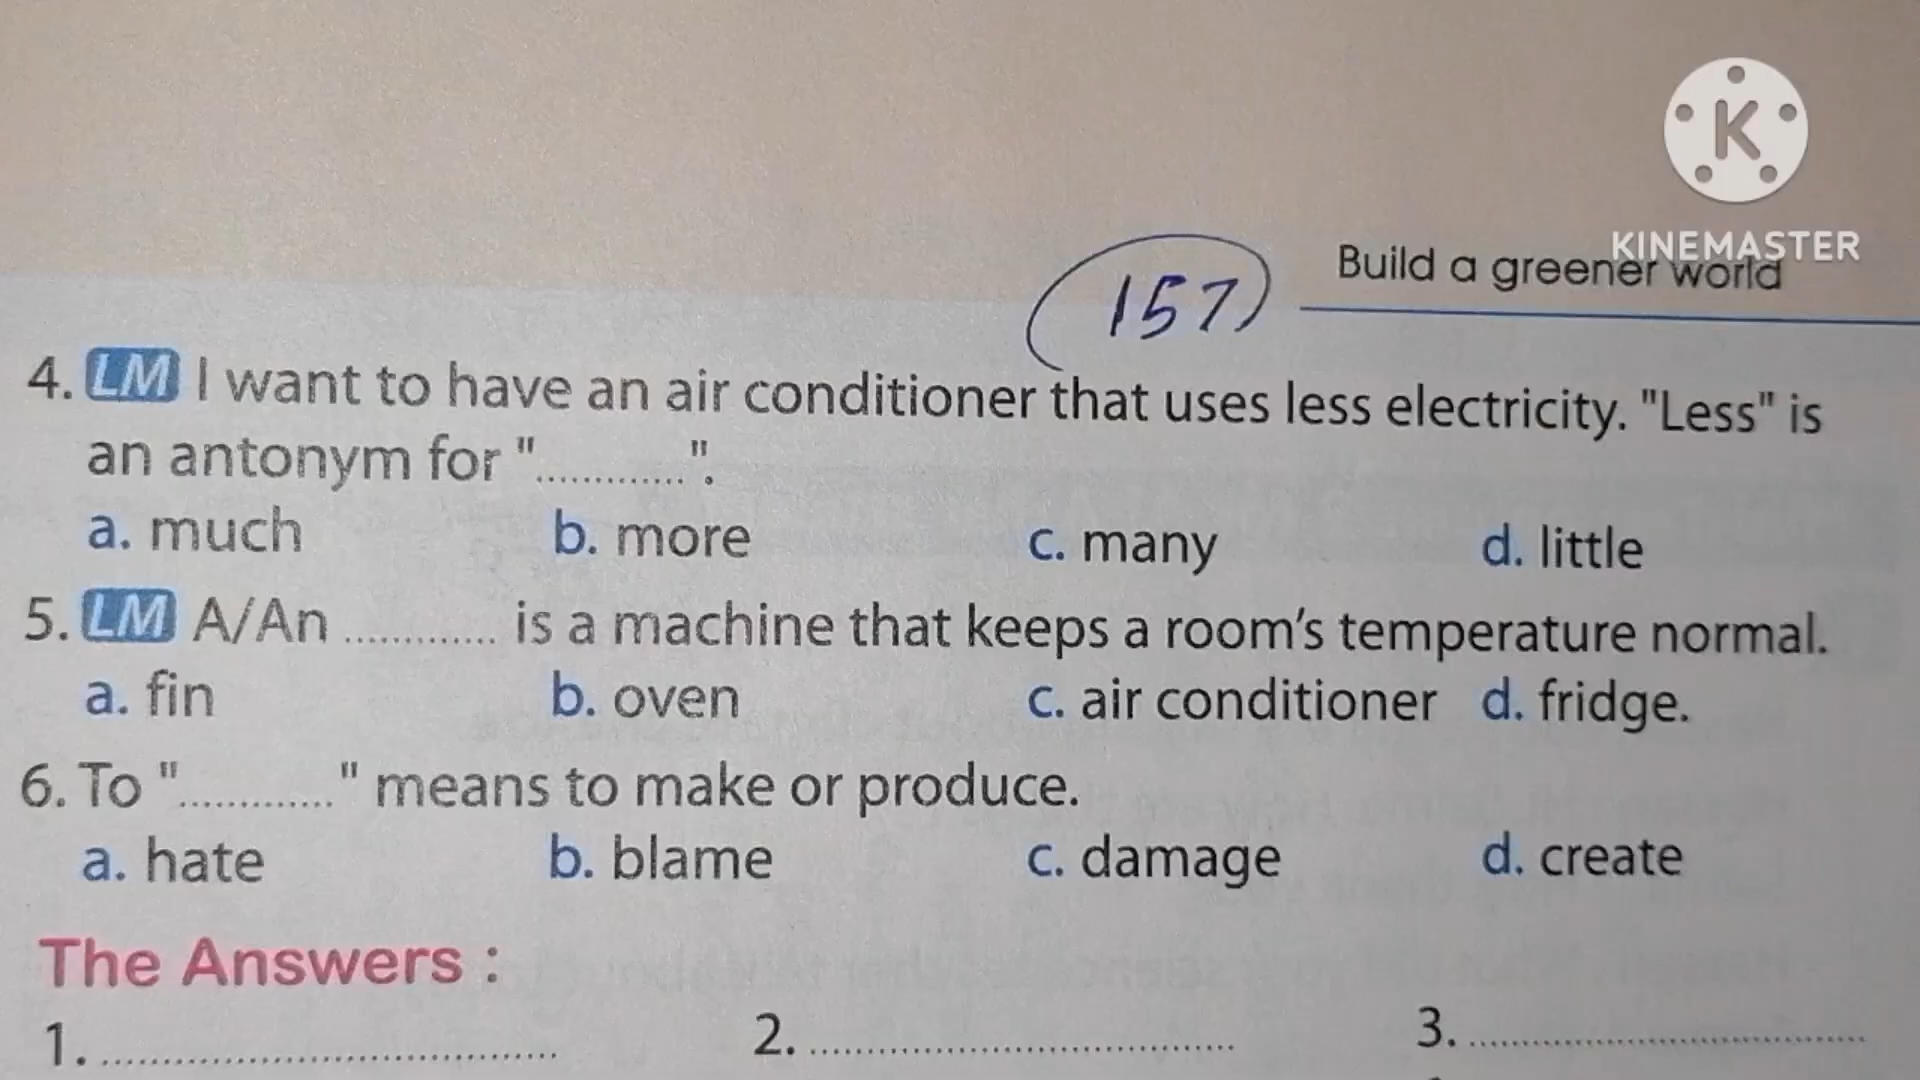 K
KINEMASTER
157
Build a greener world
4. LM I want to have an air conditioner that uses less electricity. "Less" is
an antonym for ".............".
a. much b. more c. many d. little
5. LM A/An ............. is a machine that keeps a room's temperature normal.
a. fin b. oven c. air conditioner d. fridge.
6. To "............." means to make or produce.
a. hate b. blame c. damage d. create
The Answers :
1. ....................................... 2. ....................................... 3. .......................................